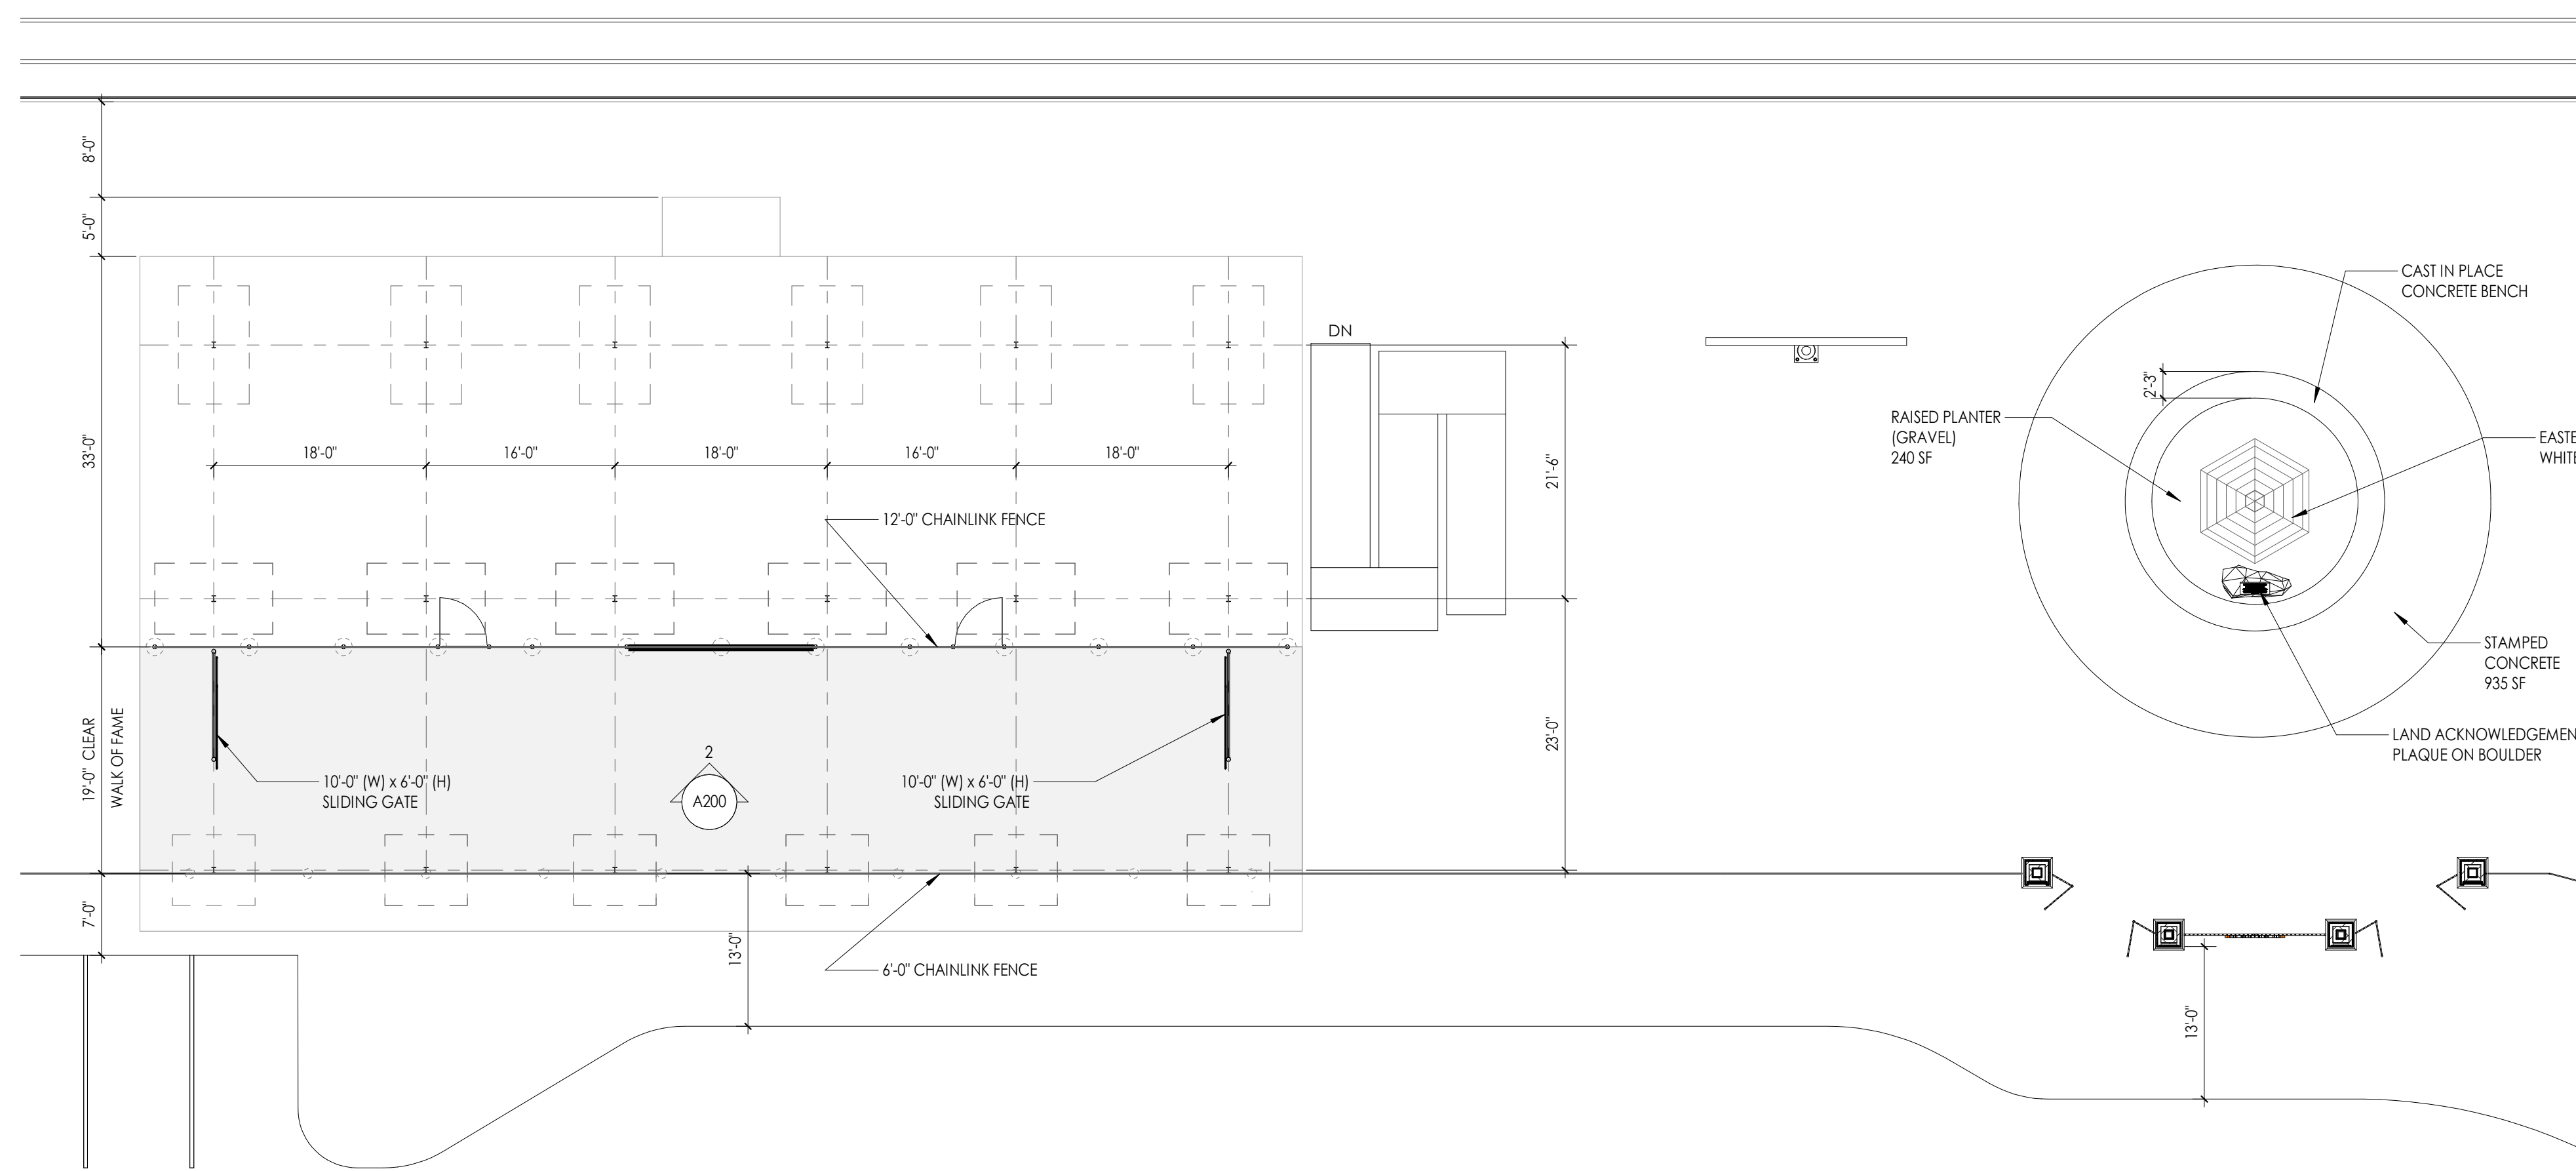 8'-0"
5'-0"
33'-0"
19'-0" CLEAR
WALK OF FAME
7'-0"
18'-0"
16'-0"
18'-0"
16'-0"
18'-0"
12'-0" CHAINLINK FENCE
10'-0" (W) x 6'-0" (H)
SLIDING GATE
2
A200
10'-0" (W) x 6'-0" (H)
SLIDING GATE
13'-0"
6'-0" CHAINLINK FENCE
DN
21'-6"
23'-0"
RAISED PLANTER
(GRAVEL)
240 SF
2'-3"
CAST IN PLACE
CONCRETE BENCH
EASTE
WHITE
STAMPED
CONCRETE
935 SF
LAND ACKNOWLEDGEMEN
PLAQUE ON BOULDER
13'-0"